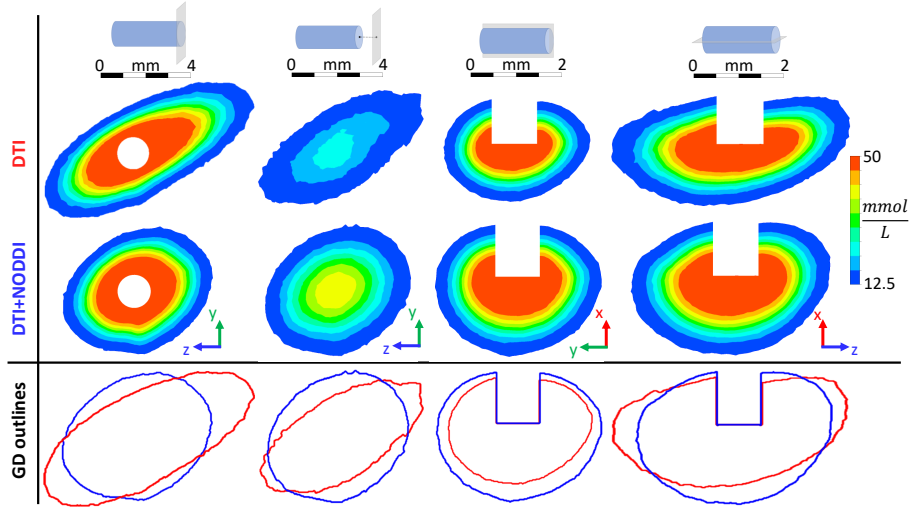 0 mm 4
0 mm 4
0 mm 2
0 mm 2
DTI
50
mmol
L
12.5
DTI+NODDI
y
z
y
z
x
y
x
z
GD outlines